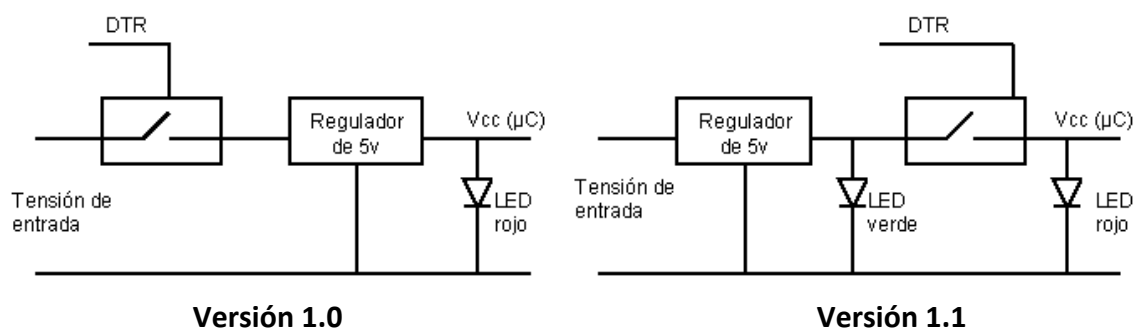 DTR
Regulador
de 5v
Vcc (µC)
Tensión de
entrada
LED
rojo
Versión 1.0
DTR
Regulador
de 5v
Vcc (µC)
Tensión de
entrada
LED
verde
LED
rojo
Versión 1.1